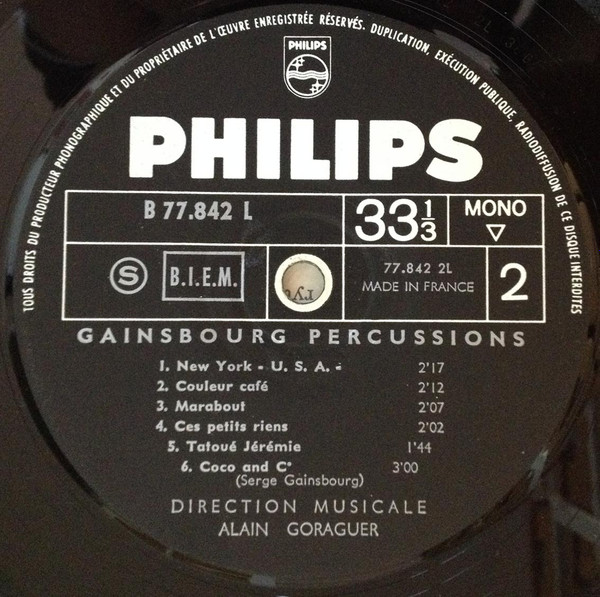 TOUS DROITS DU PRODUCTEUR PHONOGRAPHIQUE ET DU PROPRIÉTAIRE DE L'ŒUVRE ENREGISTRÉE RÉSERVÉS. DUPLICATION, EXÉCUTION PUBLIQUE, RADIODIFFUSION DE CE DISQUE INTERDITES
PHILIPS
PHILIPS
B 77.842 L
33 1/3
MONO
▽
S
B.I.E.M.
77.842 2L
MADE IN FRANCE
2
GAINSBOURG PERCUSSIONS
1. New York - U. S. A. - 2'17
2. Couleur café 2'12
3. Marabout 2'07
4. Ces petits riens 2'02
5. Tatoué Jérémie 1'44
6. Coco and C° 3'00
(Serge Gainsbourg)
DIRECTION MUSICALE
ALAIN GORAGUER